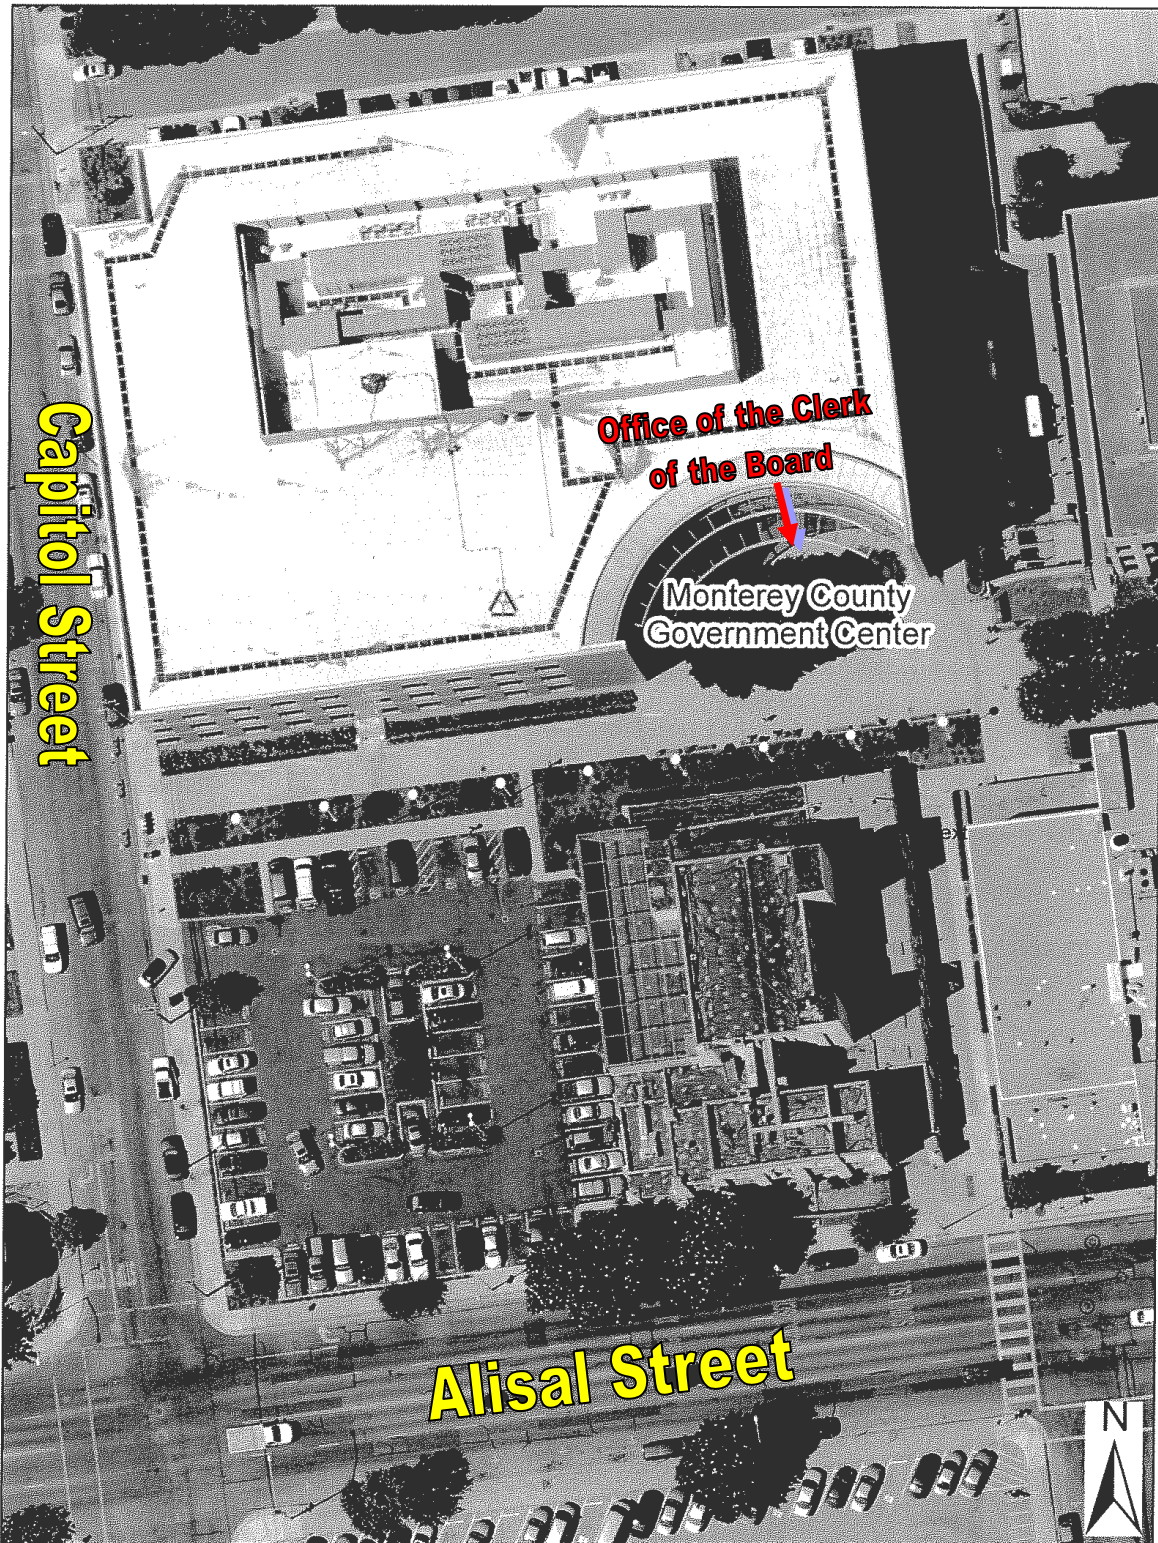 Capitol Street
Office of the Clerk
of the Board
Monterey County
Government Center
Alisal Street
N